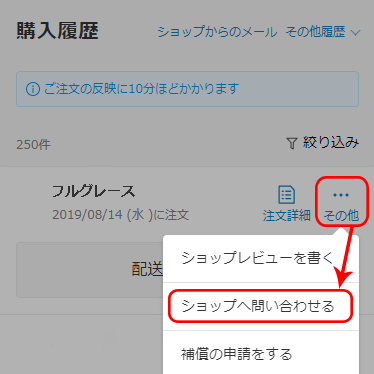 購入履歴
ショップからのメール その他履歴
ご注文の反映に10分ほどかかります
250件
絞り込み
フルグレース
2019/08/14 (水 )に注文
注文詳細
その他
配送
ショップレビューを書く
ショップへ問い合わせる
補償の申請をする